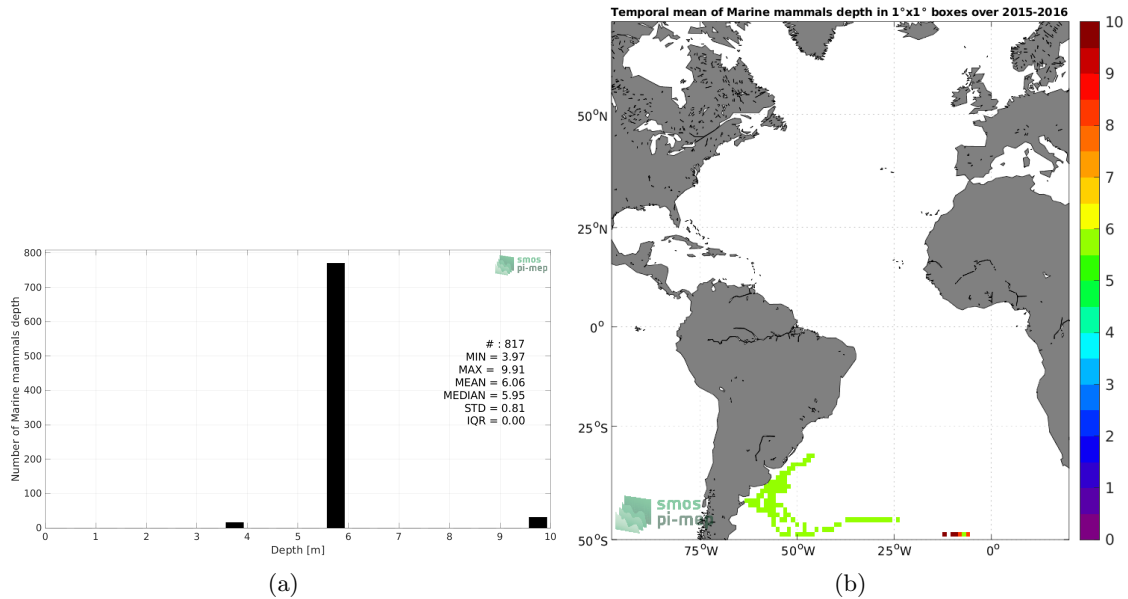 800
700
600
500
400
300
200
100
0
Number of Marine mammals depth
smos
pi-mep
# : 817
MIN = 3.97
MAX = 9.91
MEAN = 6.06
MEDIAN = 5.95
STD = 0.81
IQR = 0.00
0 1 2 3 4 5 6 7 8 9 10
Depth [m]
(a)
Temporal mean of Marine mammals depth in 1°x1° boxes over 2015-2016
50°N
25°N
0°
25°S
50°S
75°W 50°W 25°W 0°
smos
pi-mep
10
9
8
7
6
5
4
3
2
1
0
(b)